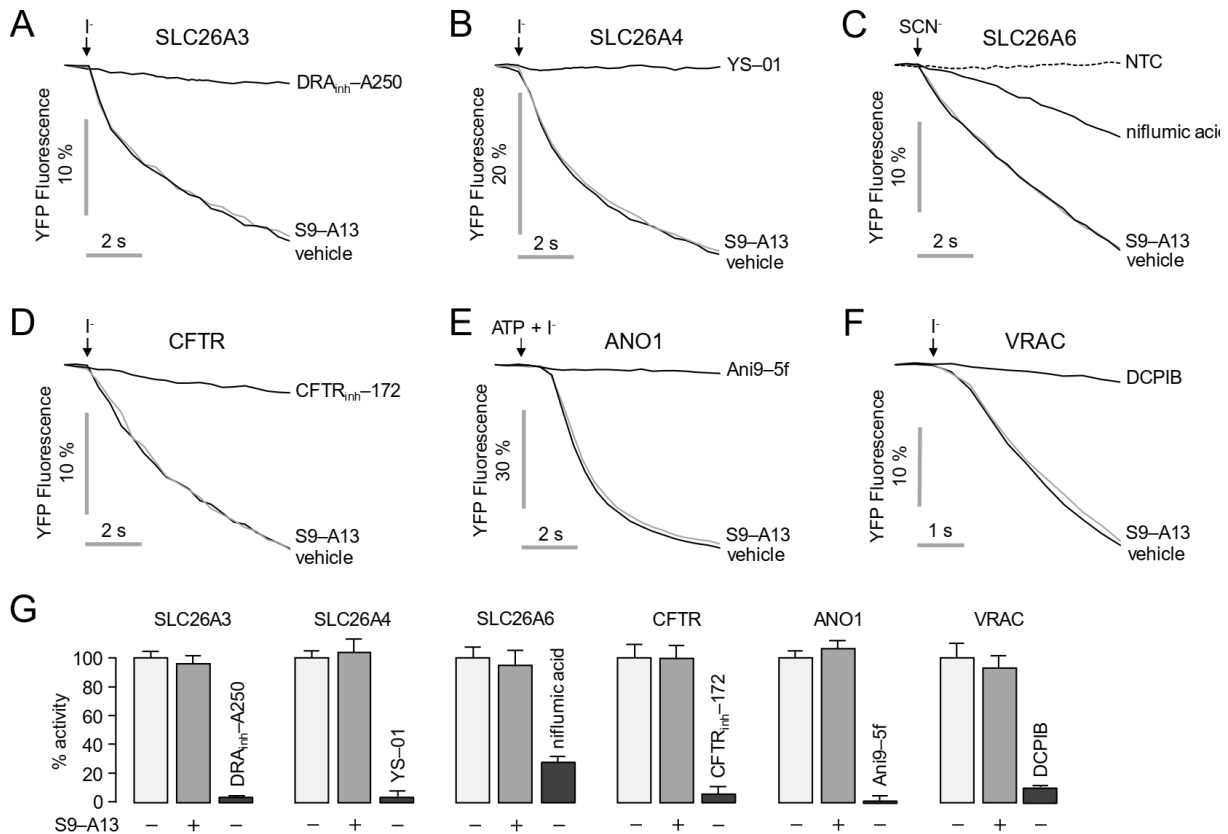 A
I-
SLC26A3
DRAinh–A250
YFP Fluorescence
10 %
2 s
S9–A13
vehicle
B
I-
SLC26A4
YS–01
YFP Fluorescence
20 %
2 s
S9–A13
vehicle
C
SCN-
SLC26A6
NTC
niflumic acid
YFP Fluorescence
10 %
2 s
S9–A13
vehicle
D
I-
CFTR
CFTRinh–172
YFP Fluorescence
10 %
2 s
S9–A13
vehicle
E
ATP + I-
ANO1
Ani9–5f
YFP Fluorescence
30 %
2 s
S9–A13
vehicle
F
I-
VRAC
DCPIB
YFP Fluorescence
10 %
1 s
S9–A13
vehicle
G
SLC26A3 SLC26A4 SLC26A6 CFTR ANO1 VRAC
% activity
100
80
60
40
20
0
DRAinh–A250
YS–01
niflumic acid
CFTRinh–172
Ani9–5f
DCPIB
S9–A13 – + – – + – – + – – + – – + – – + –